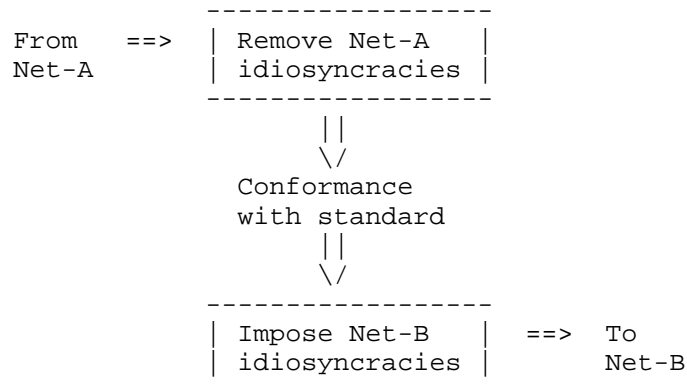 ------------------
From ==> | Remove Net-A |
Net-A | idiosyncracies |
------------------
||
\/
Conformance
with standard
||
\/
------------------
| Impose Net-B | ==> To
| idiosyncracies | Net-B